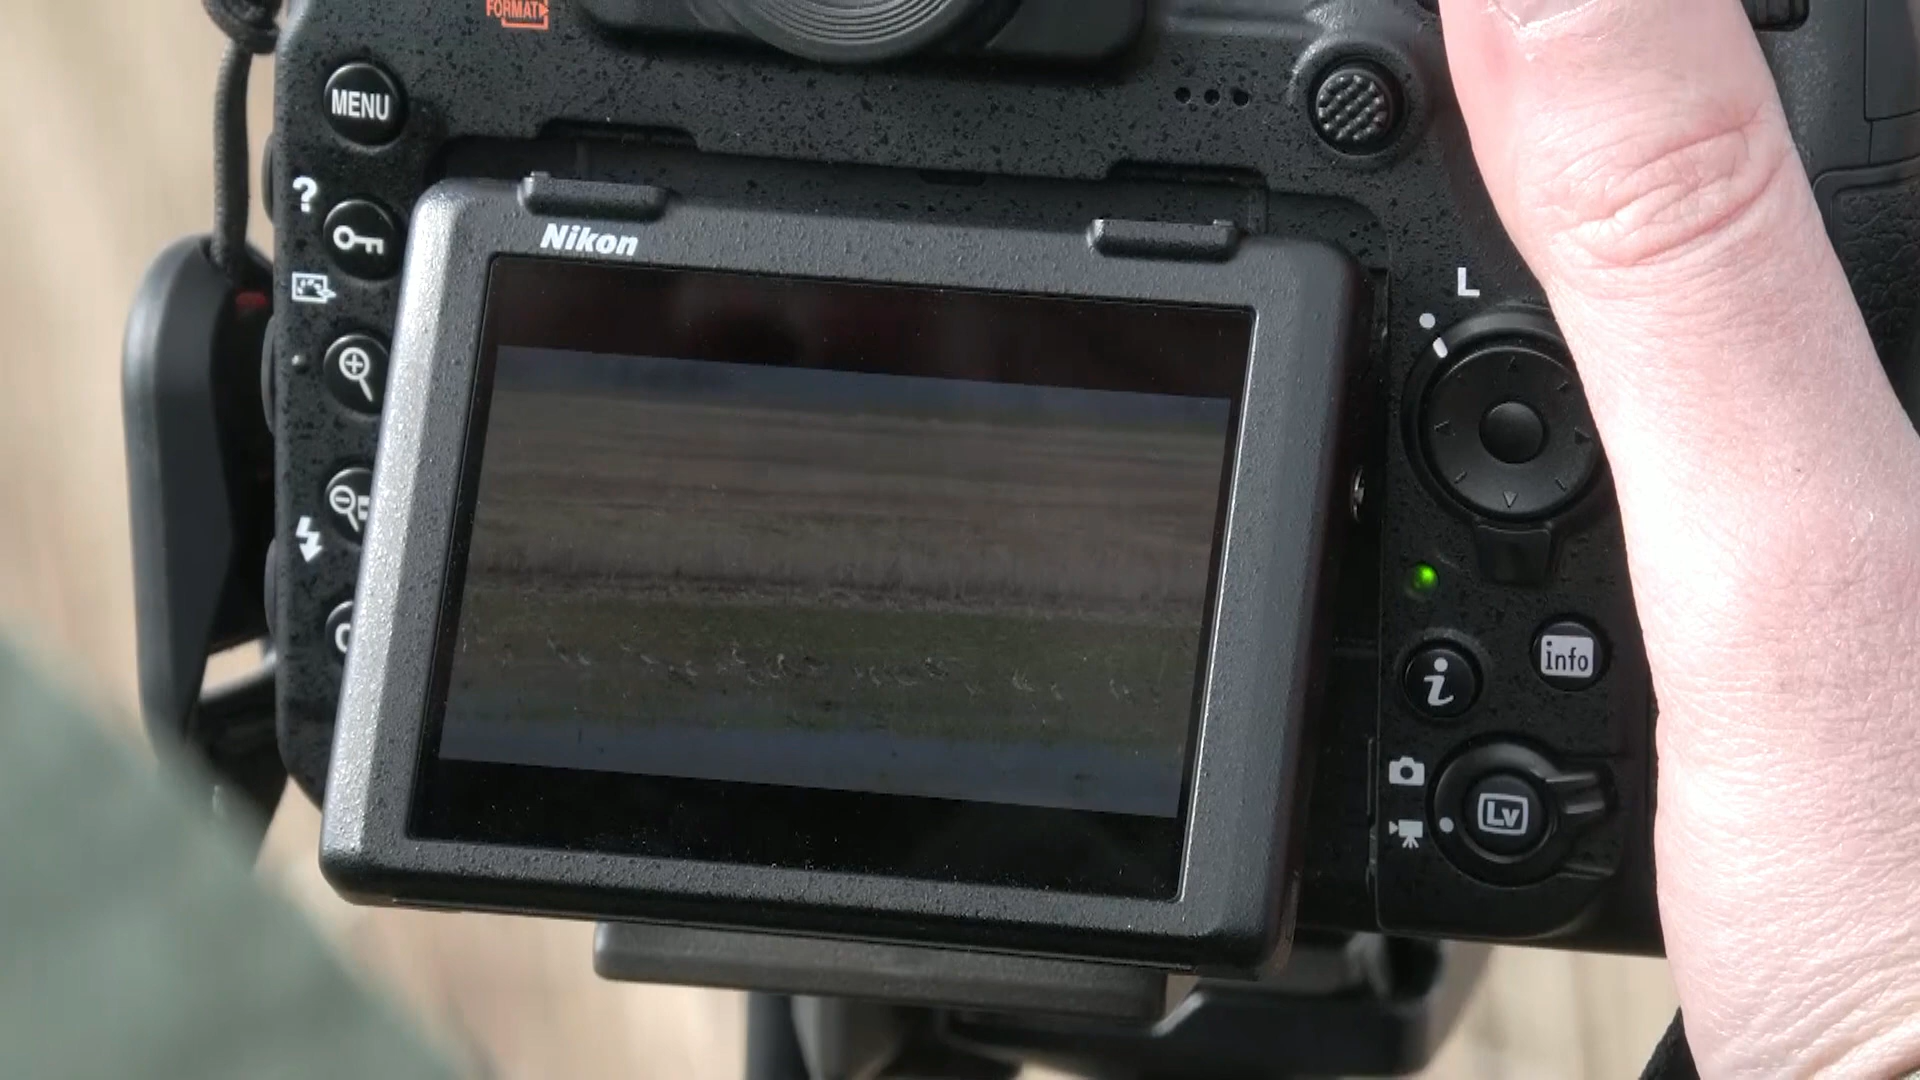 FORMAT
MENU
?
Nikon
L
i
info
Lv